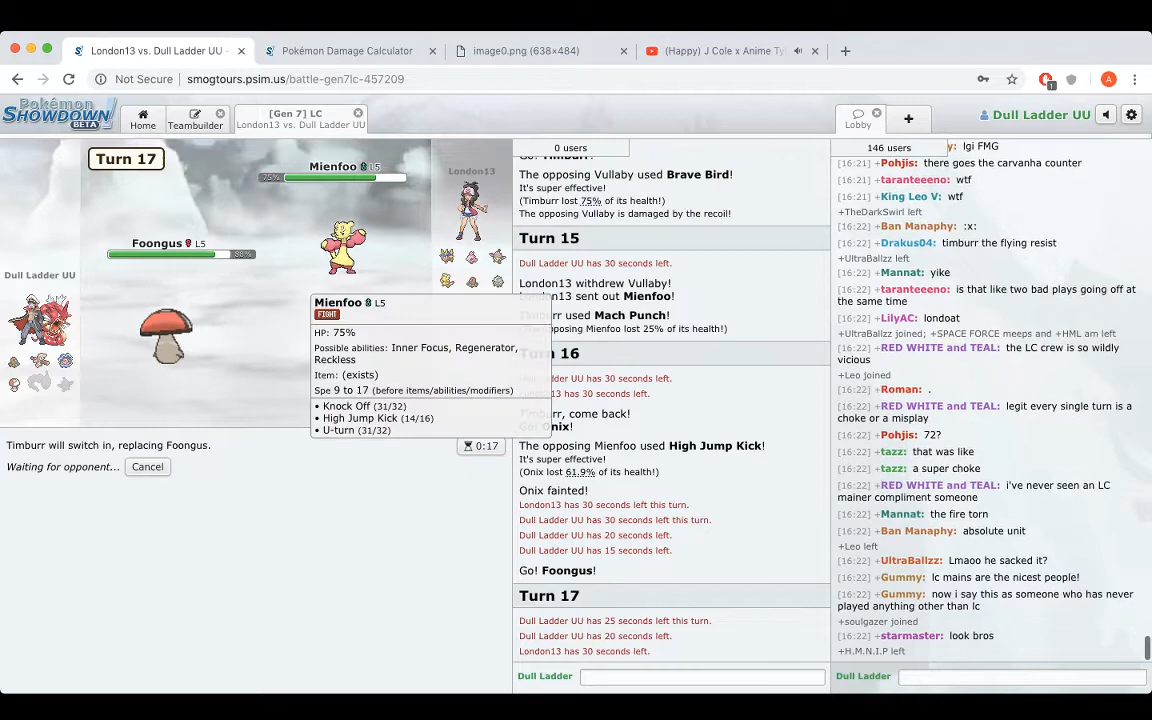 London13 vs. Dull Ladder UU -
Pokémon Damage Calculator
image0.png (638×484)
(Happy) J Cole x Anime Ty
Not Secure
smogtours.psim.us/battle-gen7lc-457209
1
A
Pokémon
SHOWDOWN!
BETA
Home
Teambuilder
[Gen 7] LC
London13 vs. Dull Ladder UU
Lobby
Dull Ladder UU
Turn 17
Mienfoo L5
75%
Foongus L5
88%
London13
Dull Ladder UU
Mienfoo L5
FIGHT
HP: 75%
Possible abilities: Inner Focus, Regenerator,
Reckless
Item: (exists)
Spe 9 to 17 (before items/abilities/modifiers)
• Knock Off (31/32)
• High Jump Kick (14/16)
• U-turn (31/32)
Timburr will switch in, replacing Foongus.
Waiting for opponent...
Cancel
0:17
0 users
Go! Timburr!
The opposing Vullaby used Brave Bird!
It's super effective!
(Timburr lost 75% of its health!)
The opposing Vullaby is damaged by the recoil!
Turn 15
Dull Ladder UU has 30 seconds left.
London13 withdrew Vullaby!
London13 sent out Mienfoo!
used Mach Punch!
opposing Mienfoo lost 25% of its health!)
16
has 30 seconds left.
30 seconds left.
Timburr, come back!
Onix!
The opposing Mienfoo used High Jump Kick!
It's super effective!
(Onix lost 61.9% of its health!)
Onix fainted!
London13 has 30 seconds left this turn.
Dull Ladder UU has 30 seconds left this turn.
Dull Ladder UU has 20 seconds left.
Dull Ladder UU has 15 seconds left.
Go! Foongus!
Turn 17
Dull Ladder UU has 25 seconds left this turn.
Dull Ladder UU has 20 seconds left.
London13 has 30 seconds left.
Dull Ladder
146 users
y: lgi FMG
[16:21] +Pohjis: there goes the carvanha counter
[16:21] +taranteeeno: wtf
[16:21] +King Leo V: wtf
+TheDarkSwirl left
[16:22] +Ban Manaphy: :x:
[16:22] +Drakus04: timburr the flying resist
+UltraBallzz left
[16:22] +Mannat: yike
[16:22] +taranteeeno: is that like two bad plays going off at
the same time
[16:22] +LilyAC: londoat
+UltraBallzz joined; +SPACE FORCE meeps and +HML am left
[16:22] +RED WHITE and TEAL: the LC crew is so wildly
vicious
+Leo joined
[16:22] +Roman: .
[16:22] +RED WHITE and TEAL: legit every single turn is a
choke or a misplay
[16:22] +Pohjis: 72?
[16:22] +tazz: that was like
[16:22] +tazz: a super choke
[16:22] +RED WHITE and TEAL: i've never seen an LC
mainer compliment someone
[16:22] +Mannat: the fire torn
[16:22] +Ban Manaphy: absolute unit
+Leo left
[16:22] +UltraBallzz: Lmaoo he sacked it?
[16:22] +Gummy: lc mains are the nicest people!
[16:22] +Gummy: now i say this as someone who has never
played anything other than lc
+soulgazer joined
[16:22] +starmaster: look bros
+H.M.N.I.P left
Dull Ladder